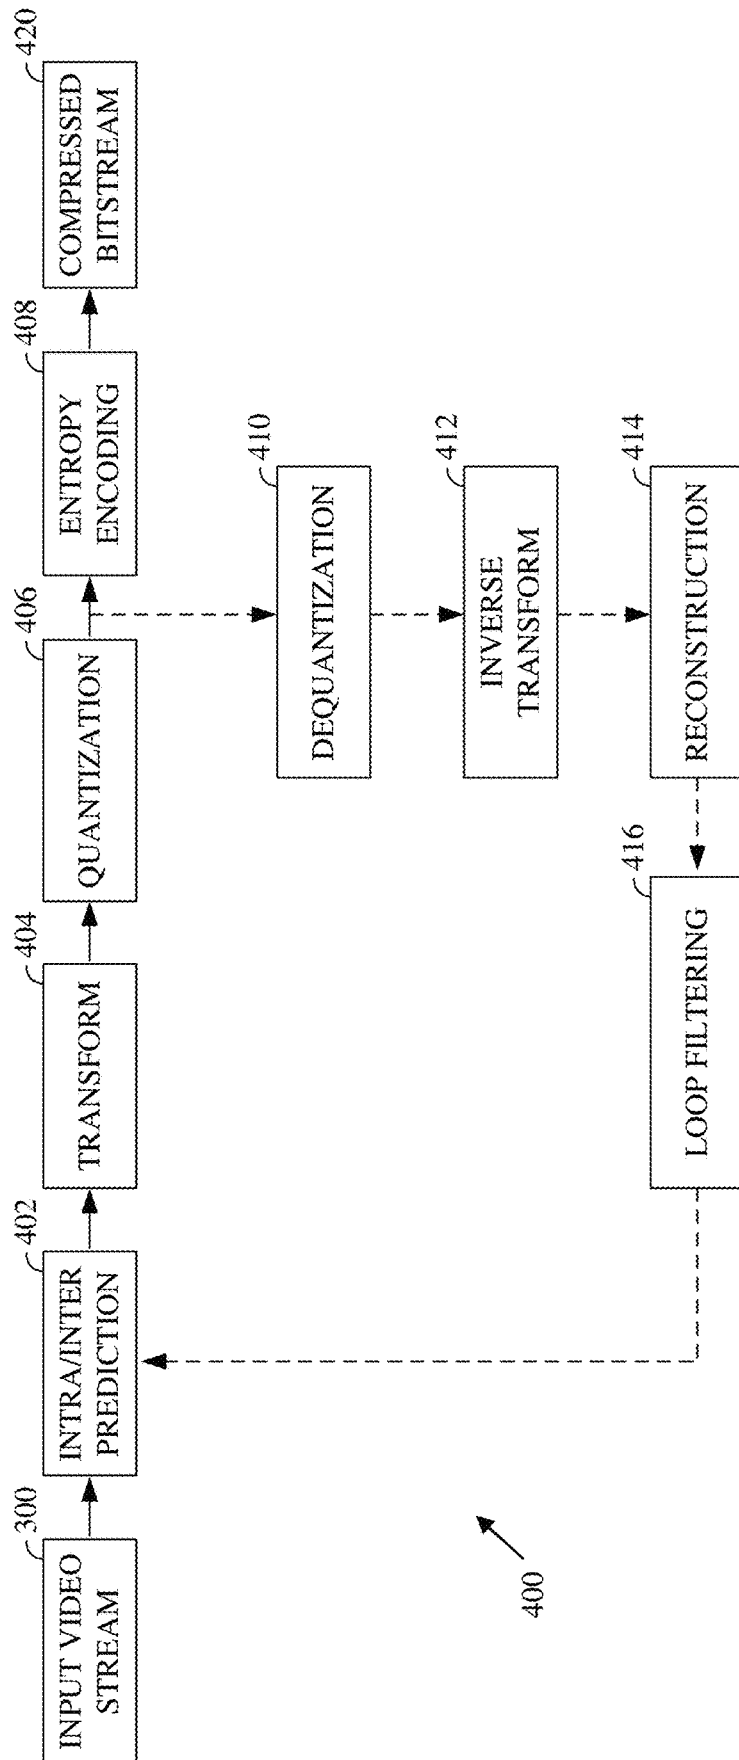 300
INPUT VIDEO
STREAM
402
INTRA/INTER
PREDICTION
404
TRANSFORM
406
QUANTIZATION
408
ENTROPY
ENCODING
420
COMPRESSED
BITSTREAM
410
DEQUANTIZATION
412
INVERSE
TRANSFORM
414
RECONSTRUCTION
416
LOOP FILTERING
400